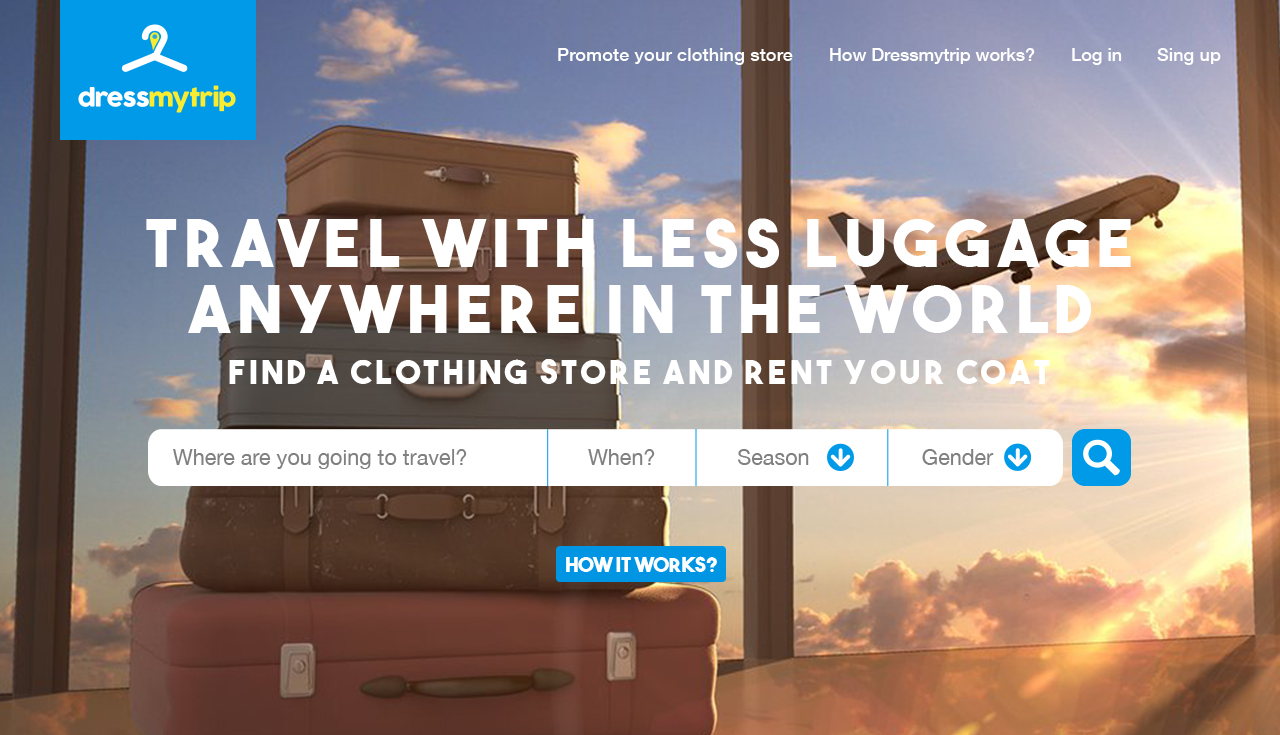 Promote your clothing store How Dressmytrip works? Log in Sing up
dressmytrip
TRAVEL WITH LESS LUGGAGE
ANYWHERE IN THE WORLD
FIND A CLOTHING STORE AND RENT YOUR COAT
Where are you going to travel? When? Season Gender
HOW IT WORKS?